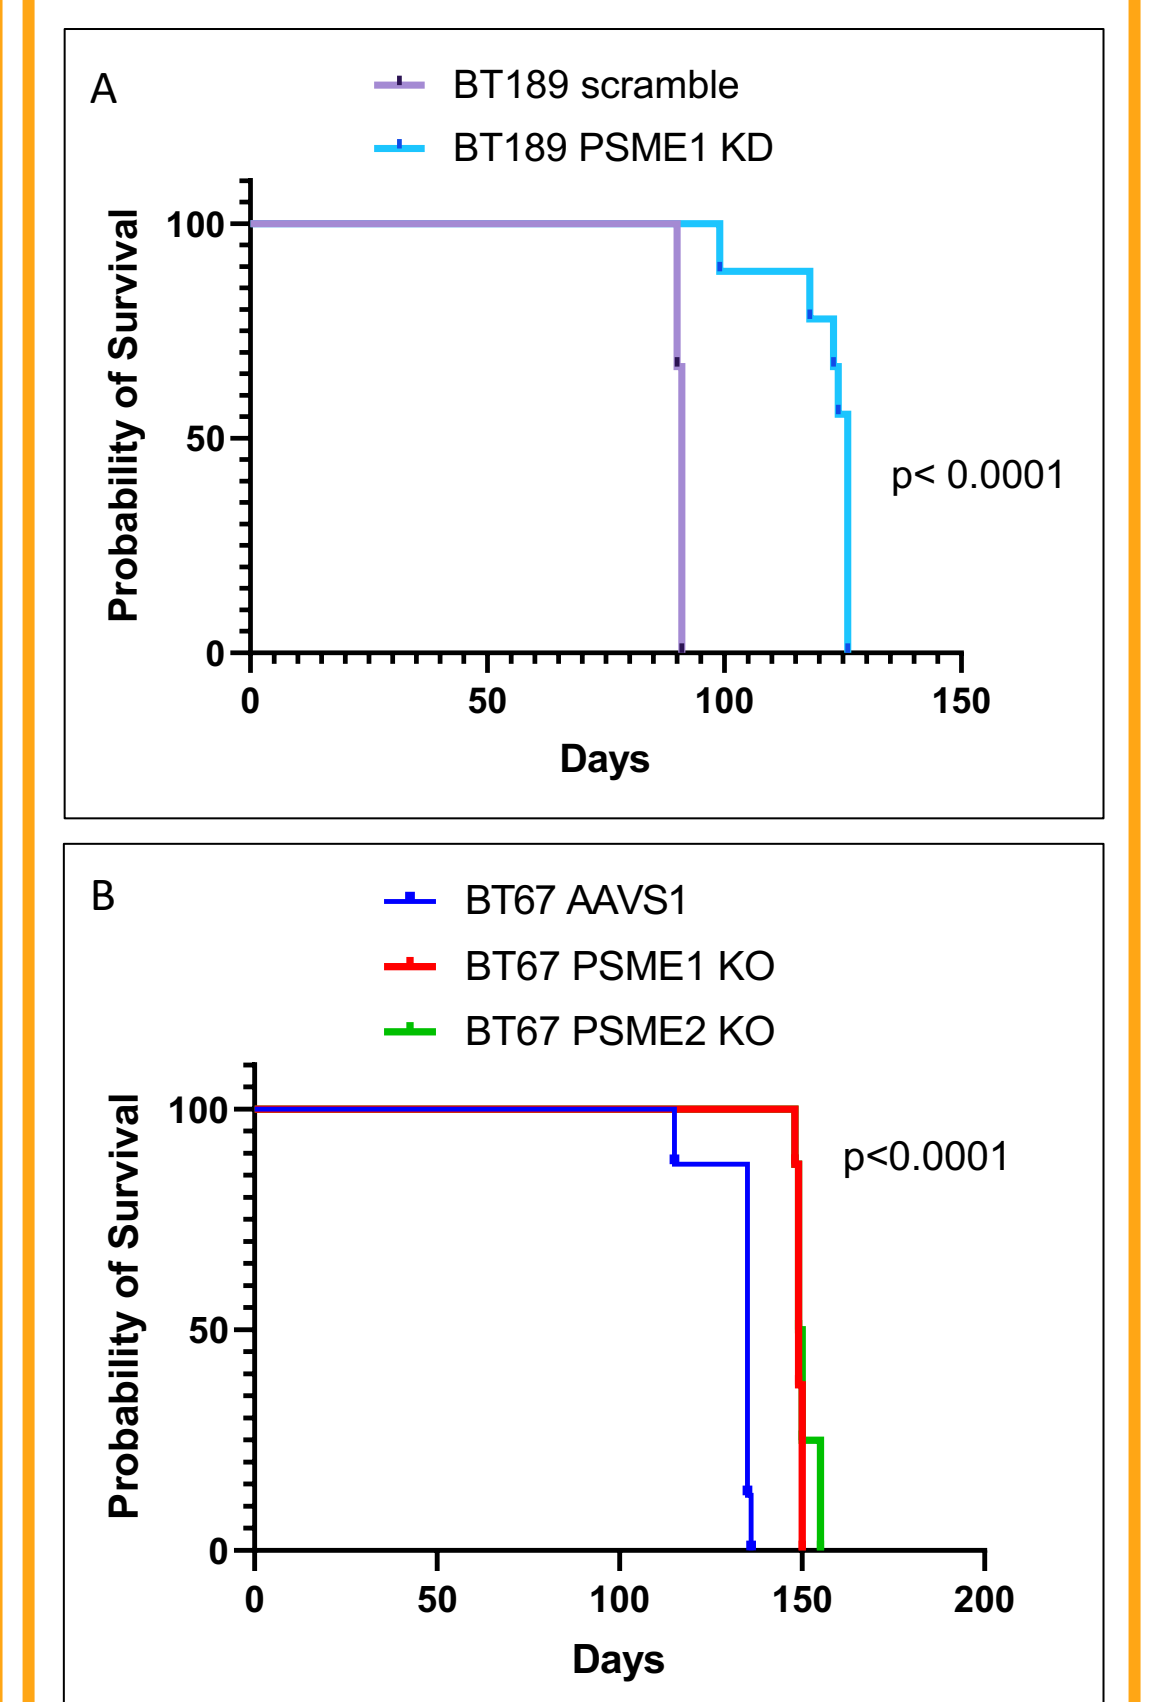 A
BT189 scramble
BT189 PSME1 KD
Probability of Survival
100
50
0
p< 0.0001
0 50 100 150
Days
B
BT67 AAVS1
BT67 PSME1 KO
BT67 PSME2 KO
Probability of Survival
100
50
0
p<0.0001
0 50 100 150 200
Days